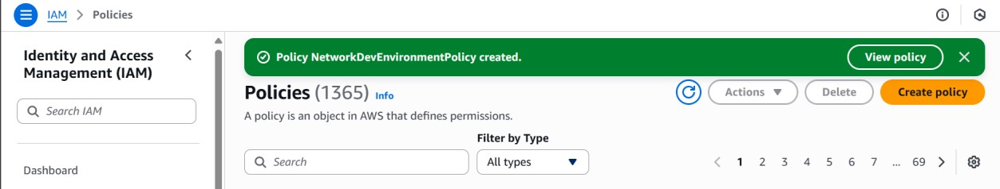 IAM > Policies
Identity and Access
Management (IAM)
Search IAM
Dashboard
Policy NetworkDevEnvironmentPolicy created.
View policy
Policies (1365) Info
Actions
Delete
Create policy
A policy is an object in AWS that defines permissions.
Filter by Type
Search
All types
1 2 3 4 5 6 7 ... 69